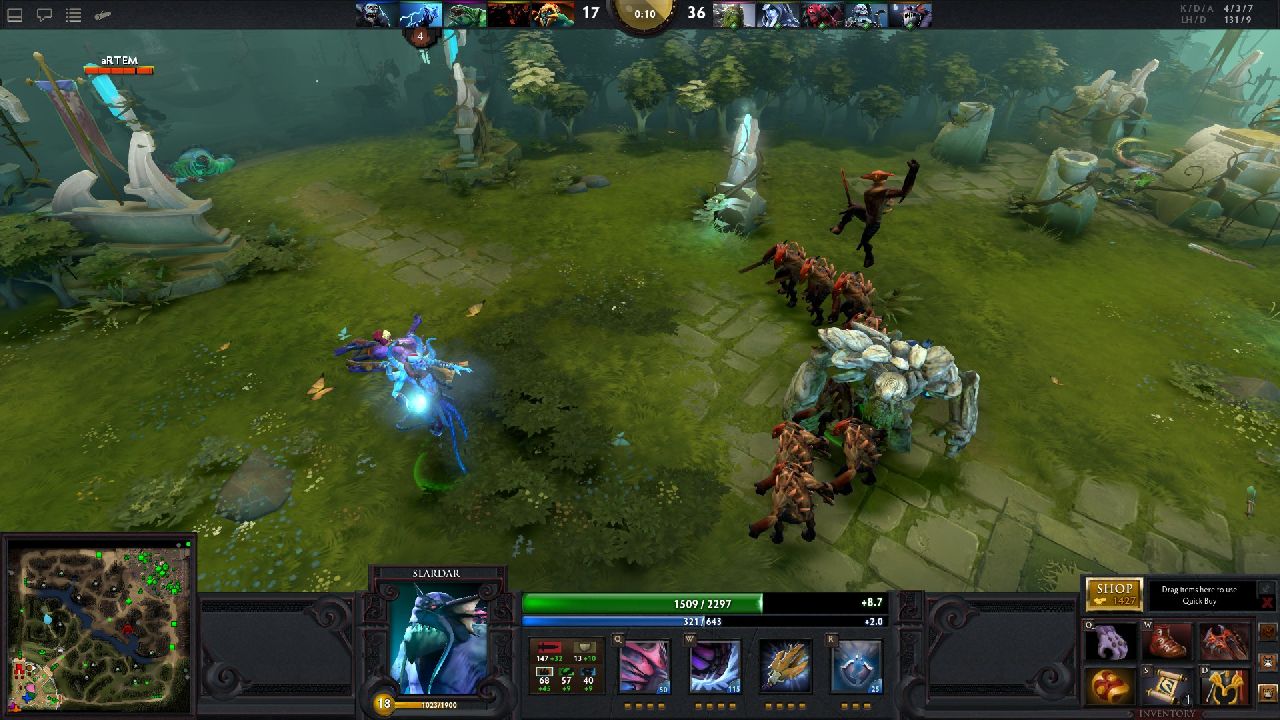 17 0:10 36
K/D/A 4/3/7
LH/D 131/9
4
aRTEM
SLARDAR
18 1023/1900
1509 / 2297 +8.7
321 / 643 +2.0
147 +32 13 +10
68 57 40
+45 +9 +9
Q 50
W 115
R 25
SHOP
1427
Drag Items here to use
Quick Buy
Q W
S 1 D
INVENTORY